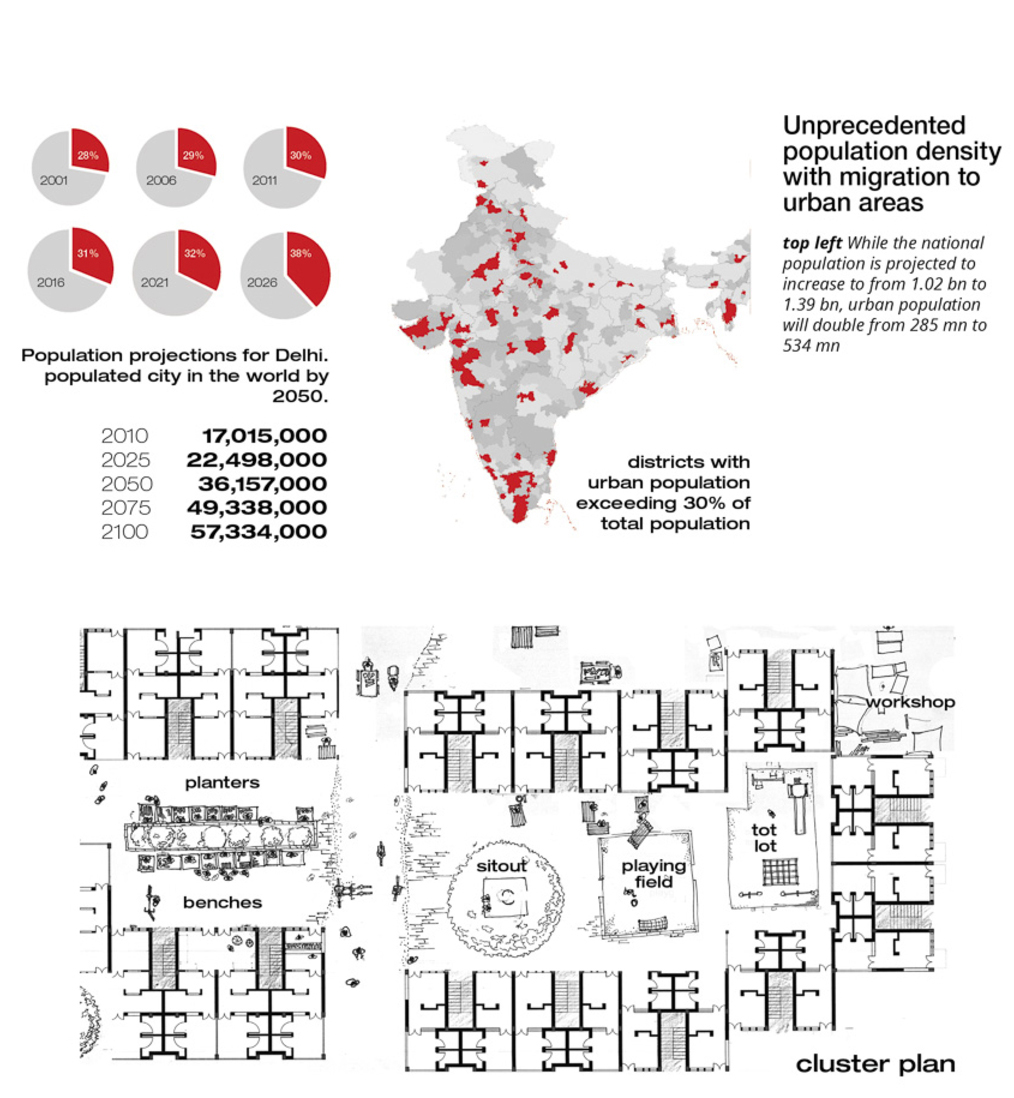 28%
2001
29%
2006
30%
2011
31%
2016
32%
2021
38%
2026
Population projections for Delhi.
populated city in the world by
2050.
2010 17,015,000
2025 22,498,000
2050 36,157,000
2075 49,338,000
2100 57,334,000
districts with
urban population
exceeding 30% of
total population
Unprecedented
population density
with migration to
urban areas
top left While the national
population is projected to
increase to from 1.02 bn to
1.39 bn, urban population
will double from 285 mn to
534 mn
workshop
planters
benches
sitout
playing
field
tot
lot
cluster plan